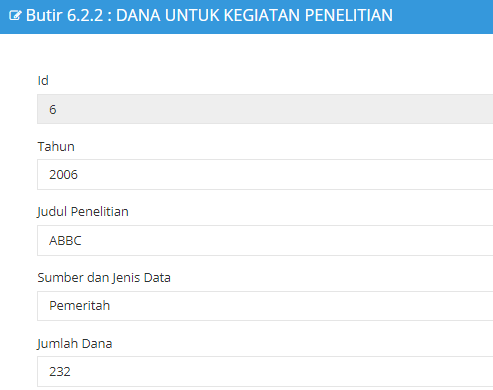 Butir 6.2.2 : DANA UNTUK KEGIATAN PENELITIAN
Id
6
Tahun
2006
Judul Penelitian
ABBC
Sumber dan Jenis Data
Pemeritah
Jumlah Dana
232